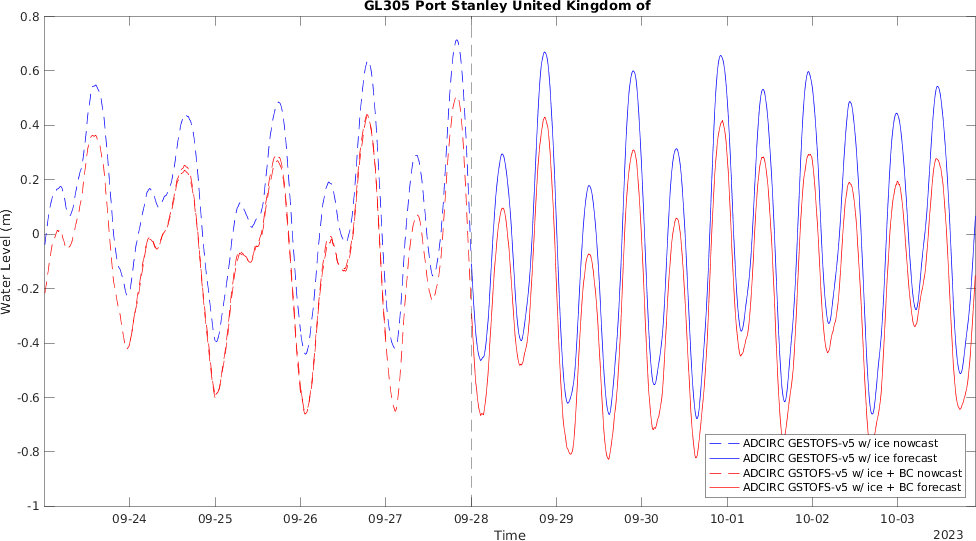 GL305 Port Stanley United Kingdom of
0.8
0.6
0.4
0.2
0
-0.2
-0.4
-0.6
-0.8
-1
Water Level (m)
ADCIRC GESTOFS-v5 w/ ice nowcast
ADCIRC GESTOFS-v5 w/ ice forecast
ADCIRC GSTOFS-v5 w/ ice + BC nowcast
ADCIRC GSTOFS-v5 w/ ice + BC forecast
09-24 09-25 09-26 09-27 09-28 09-29 09-30 10-01 10-02 10-03
Time
2023